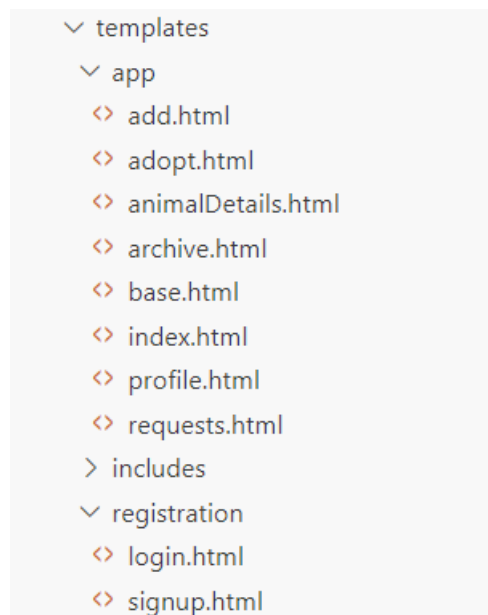 templates
app
add.html
adopt.html
animalDetails.html
archive.html
base.html
index.html
profile.html
requests.html
includes
registration
login.html
signup.html